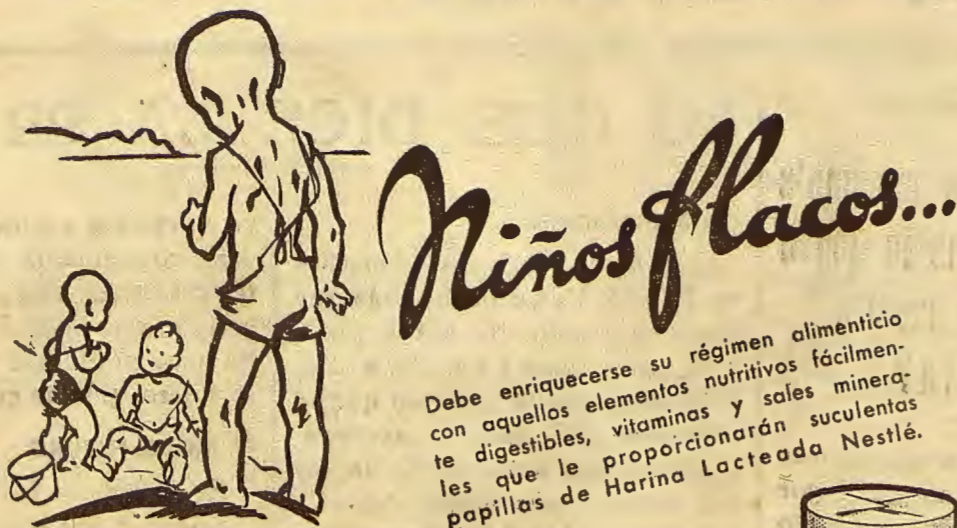 Niños flacos...
Debe enriquecerse su régimen alimenticio
con aquellos elementos nutritivos fácilmen-
te digestibles, vitaminas y sales minera-
les que le proporcionarán suculentas
papillas de Harina Lacteada Nestlé.